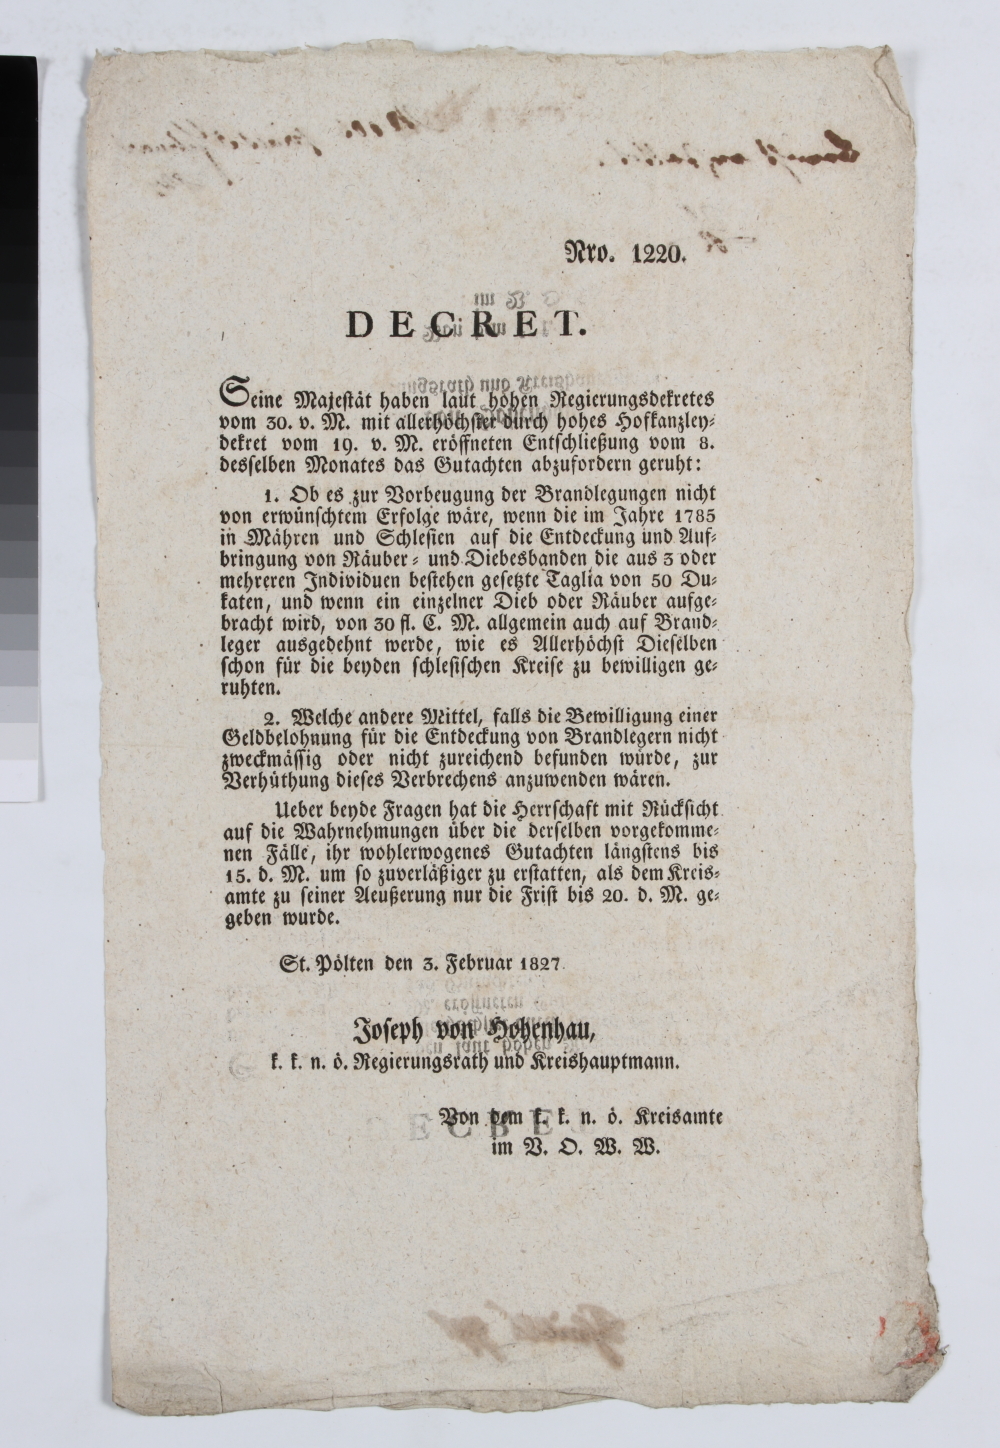 Nro. 1220.
DECRET.
Seine Majestät haben laut hohen Regierungsdekretes
vom 30. v. M. mit allerhöchster durch hohes Hofkanzley-
dekret vom 19. v. M. eröffneten Entschließung vom 8.
desselben Monates das Gutachten abzufordern geruht:
1. Ob es zur Vorbeugung der Brandlegungen nicht
von erwünschtem Erfolge wäre, wenn die im Jahre 1785
in Mähren und Schlesien auf die Entdeckung und Auf-
bringung von Räuber- und Diebesbanden die aus 3 oder
mehreren Individuen bestehen gesetzte Taglia von 50 Du-
katen, und wenn ein einzelner Dieb oder Räuber aufge-
bracht wird, von 30 fl. C. M. allgemein auch auf Brand-
leger ausgedehnt werde, wie es Allerhöchst Dieselben
schon für die beyden schlesischen Kreise zu bewilligen ge-
ruhten.
2. Welche andere Mittel, falls die Bewilligung einer
Geldbelohnung für die Entdeckung von Brandlegern nicht
zweckmässig oder nicht zureichend befunden würde, zur
Verhüthung dieses Verbrechens anzuwenden wären.
Ueber beyde Fragen hat die Herrschaft mit Rücksicht
auf die Wahrnehmungen über die derselben vorgekomme-
nen Fälle, ihr wohlerwogenes Gutachten längstens bis
15. d. M. um so zuverläßiger zu erstatten, als dem Kreis-
amte zu seiner Aeußerung nur die Frist bis 20. d. M. ge-
geben wurde.
St. Pölten den 3. Februar 1827.
Joseph von Hohenhau,
k. k. n. ö. Regierungsrath und Kreishauptmann.
Von dem k. k. n. ö. Kreisamte
im V. O. W. W.